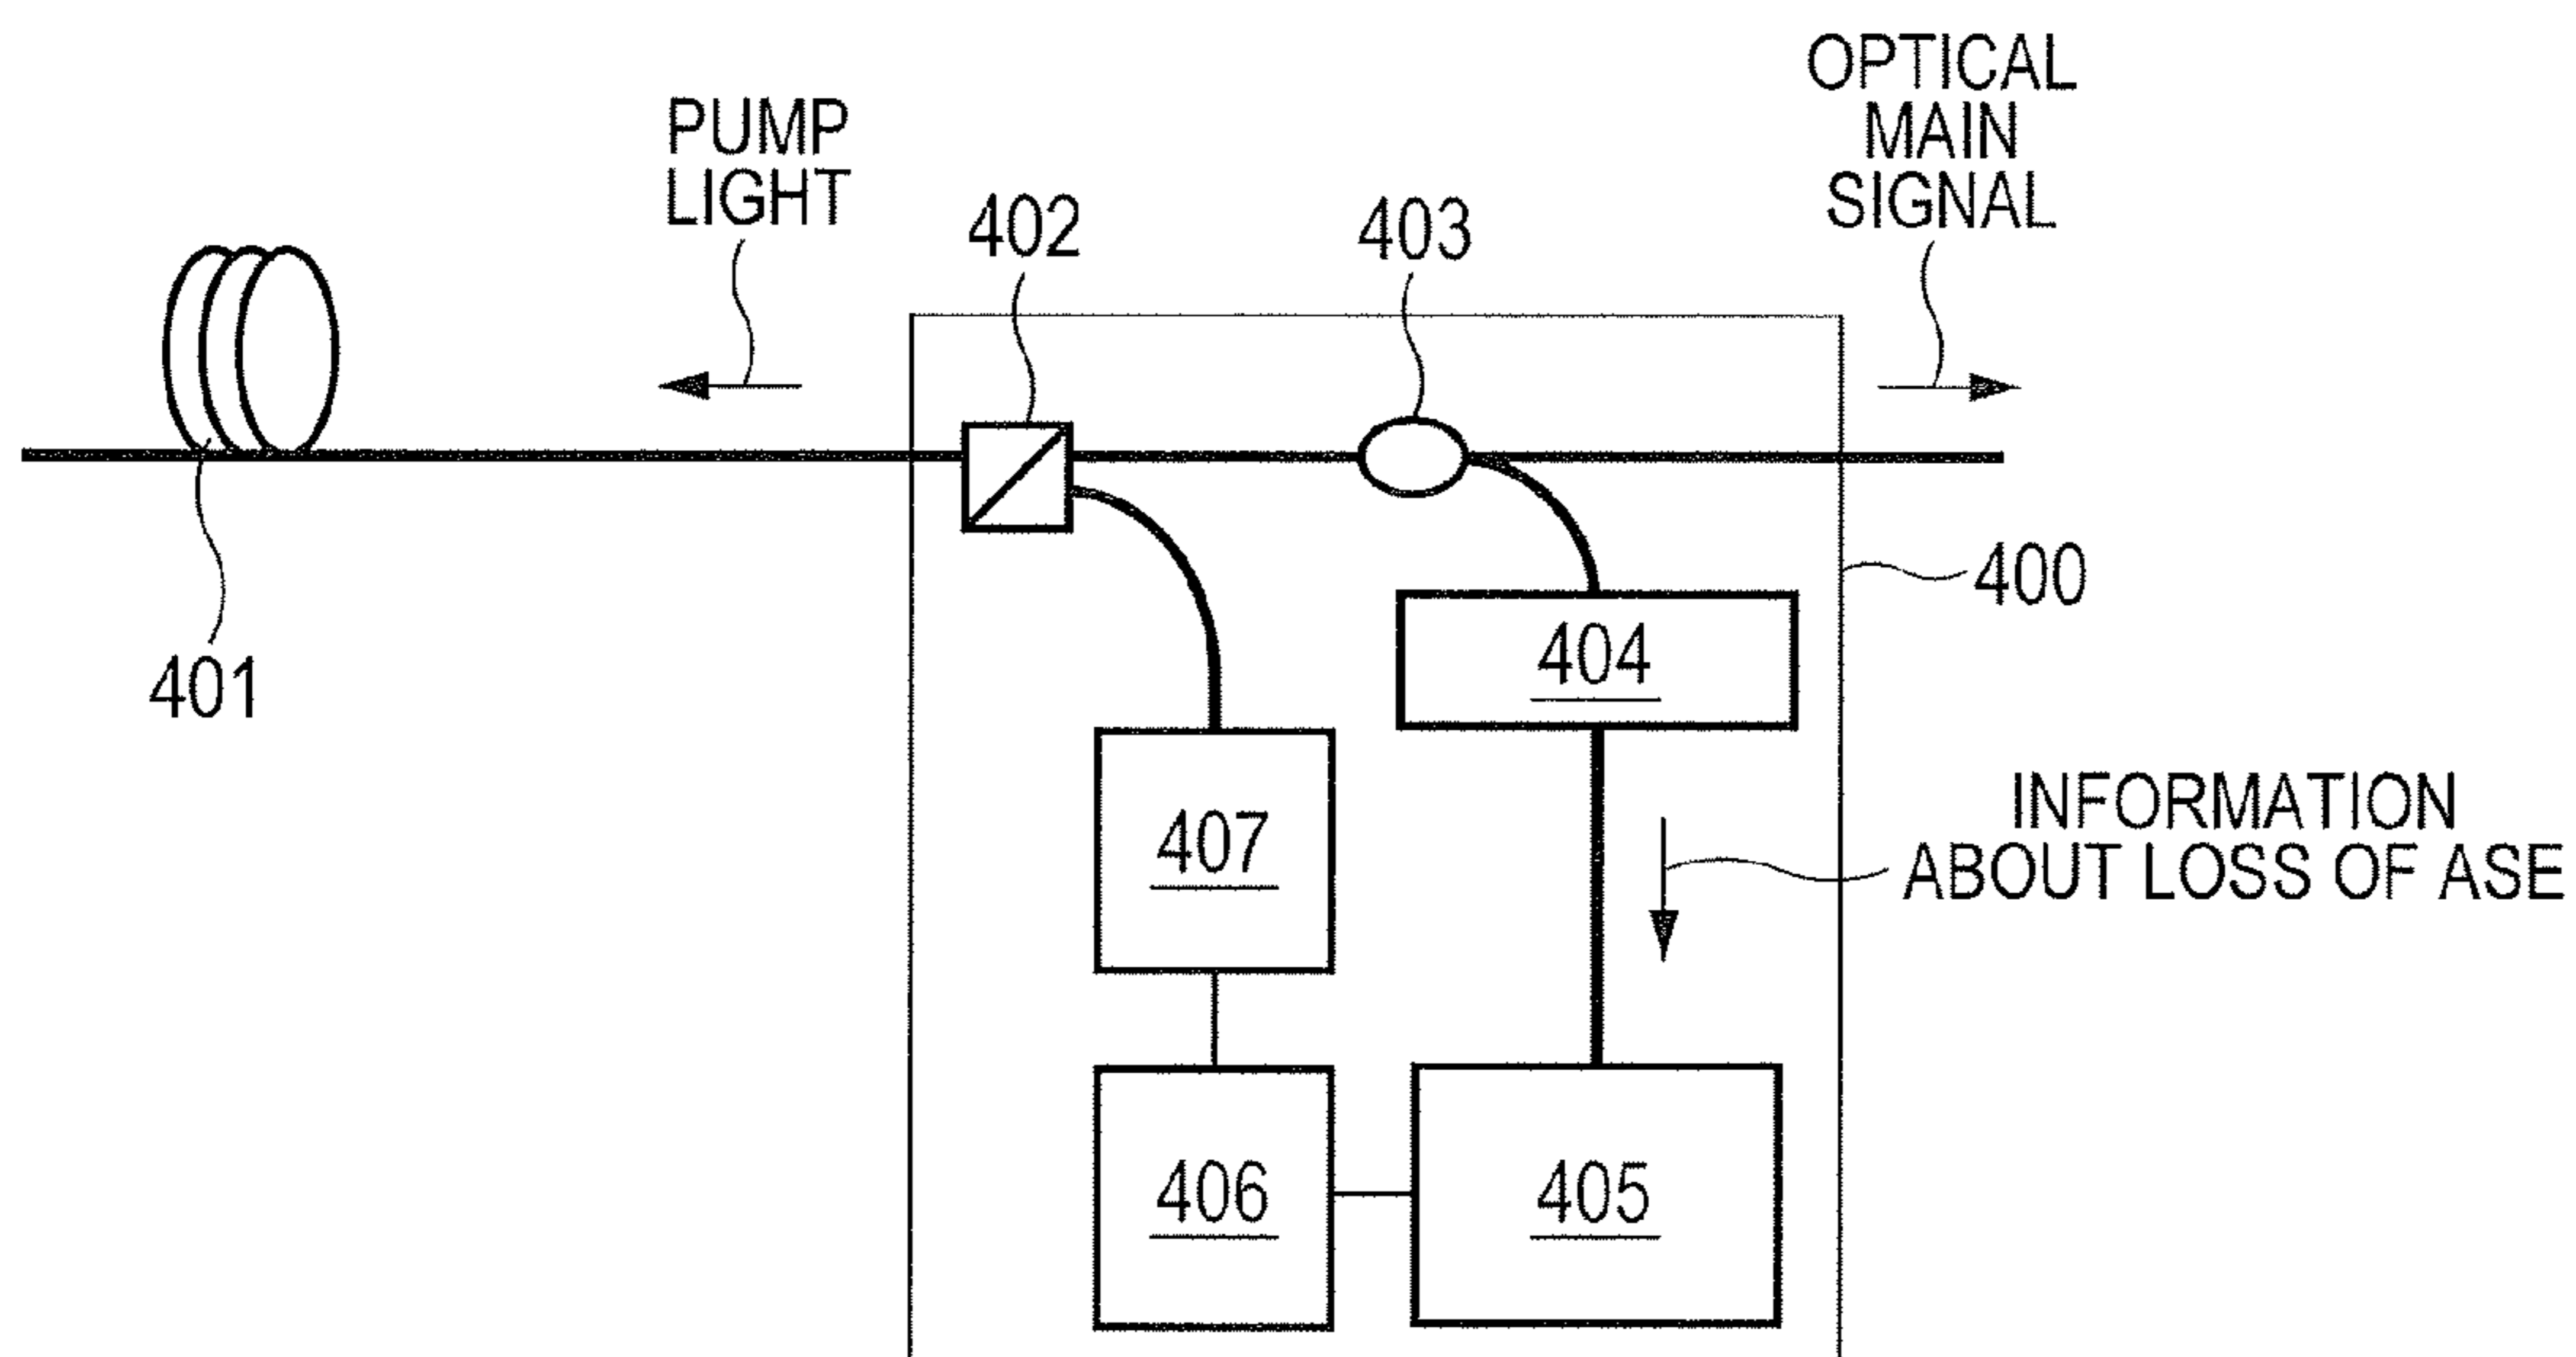 OPTICAL
MAIN
SIGNAL
PUMP
LIGHT
402
403
400
401
404
407
INFORMATION
ABOUT LOSS OF ASE
406
405